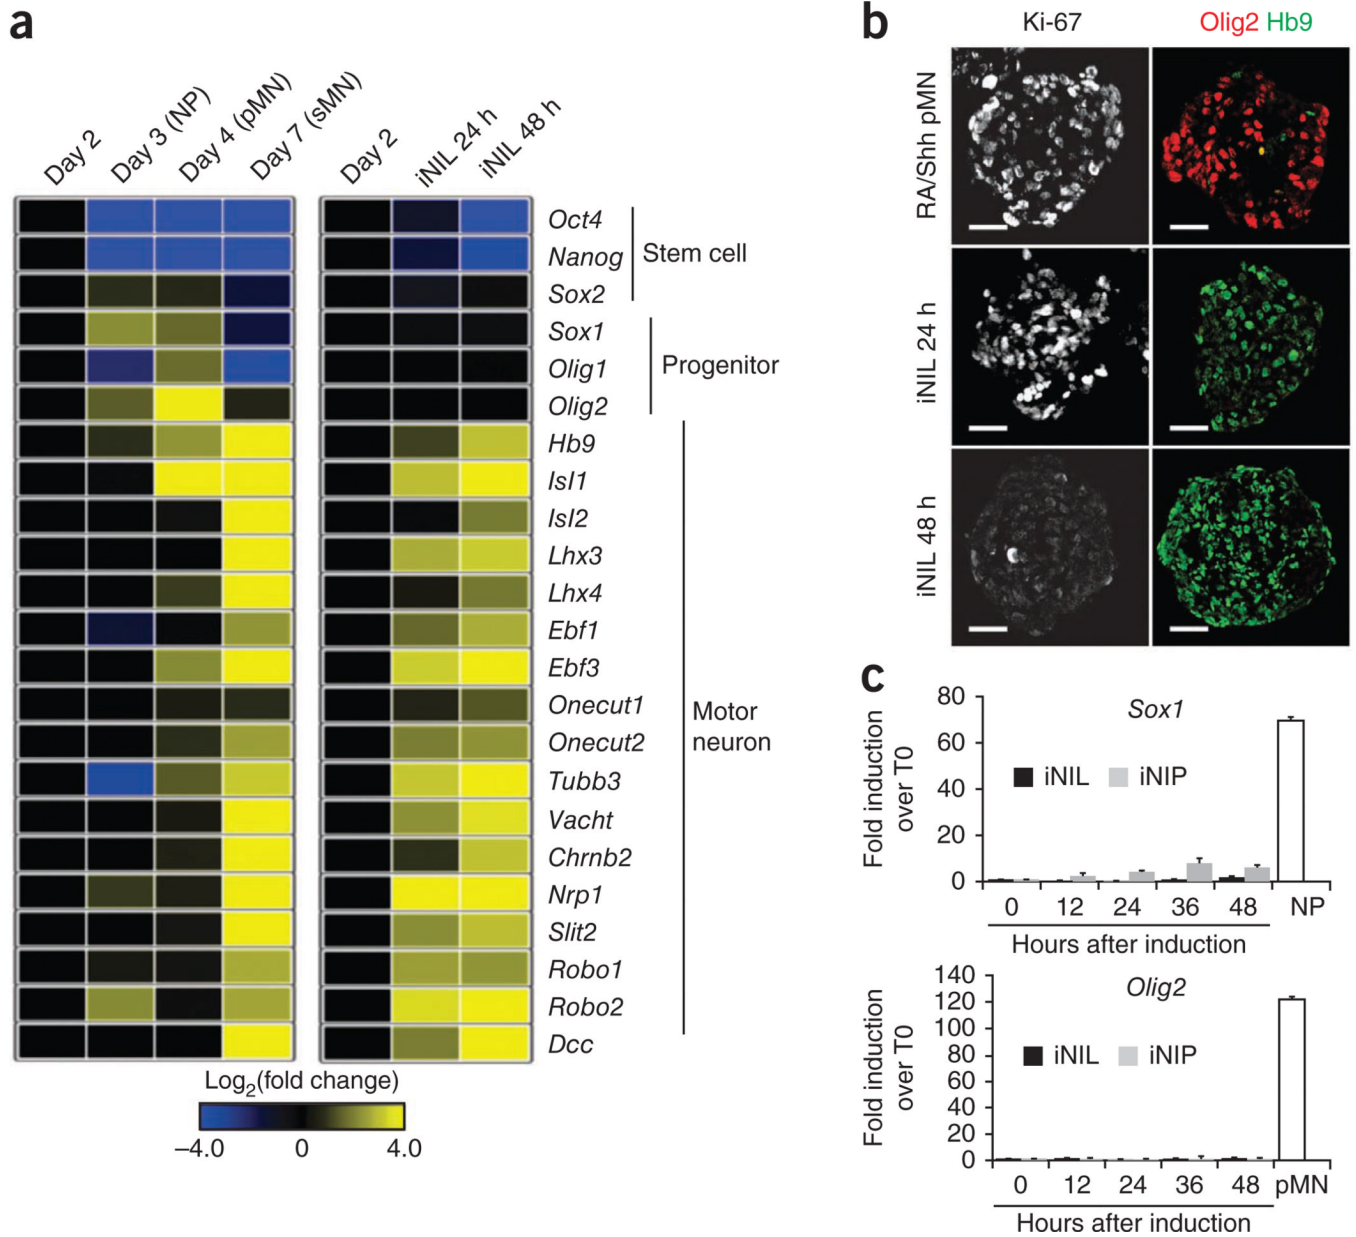 a
Day 2
Day 3 (NP)
Day 4 (pMN)
Day 7 (sMN)
Day 2
iNIL 24 h
iNIL 48 h
Oct4
Nanog
Sox2
Stem cell
Sox1
Olig1
Olig2
Progenitor
Hb9
Isl1
Isl2
Lhx3
Lhx4
Ebf1
Ebf3
Onecut1
Onecut2
Tubb3
Vacht
Chrnb2
Nrp1
Slit2
Robo1
Robo2
Dcc
Motor
neuron
Log2(fold change)
–4.0 0 4.0
b
Ki-67
Olig2 Hb9
RA/Shh pMN
iNIL 24 h
iNIL 48 h
c
Sox1
Fold induction
over T0
80
60
40
20
0
iNIL iNIP
0 12 24 36 48 NP
Hours after induction
Olig2
Fold induction
over T0
140
120
100
80
60
40
20
0
iNIL iNIP
0 12 24 36 48 pMN
Hours after induction